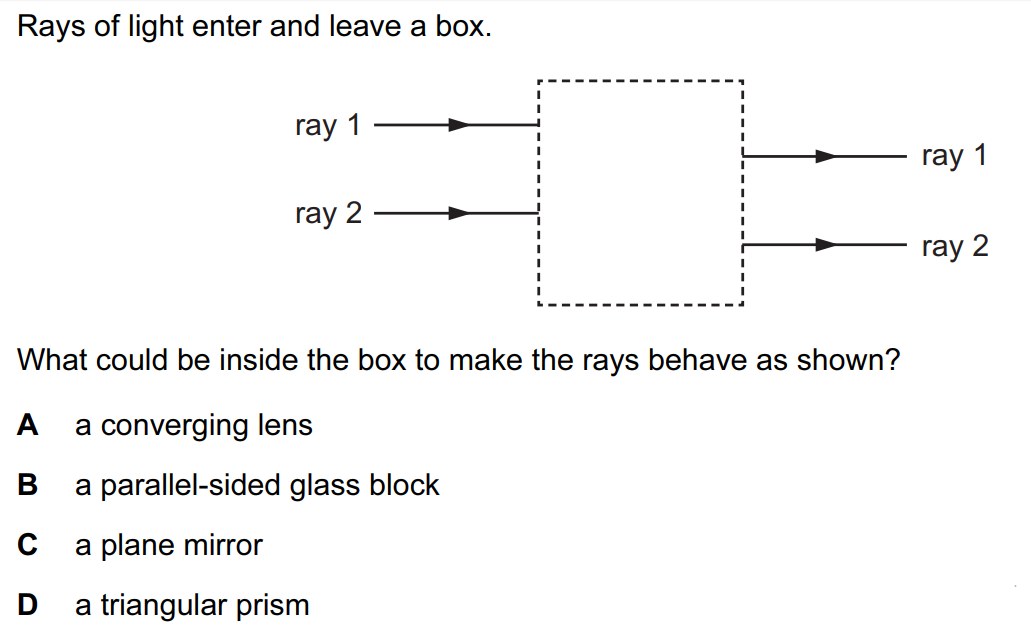 Rays of light enter and leave a box.
ray 1
ray 1
ray 2
ray 2
What could be inside the box to make the rays behave as shown?
A a converging lens
B a parallel-sided glass block
C a plane mirror
D a triangular prism